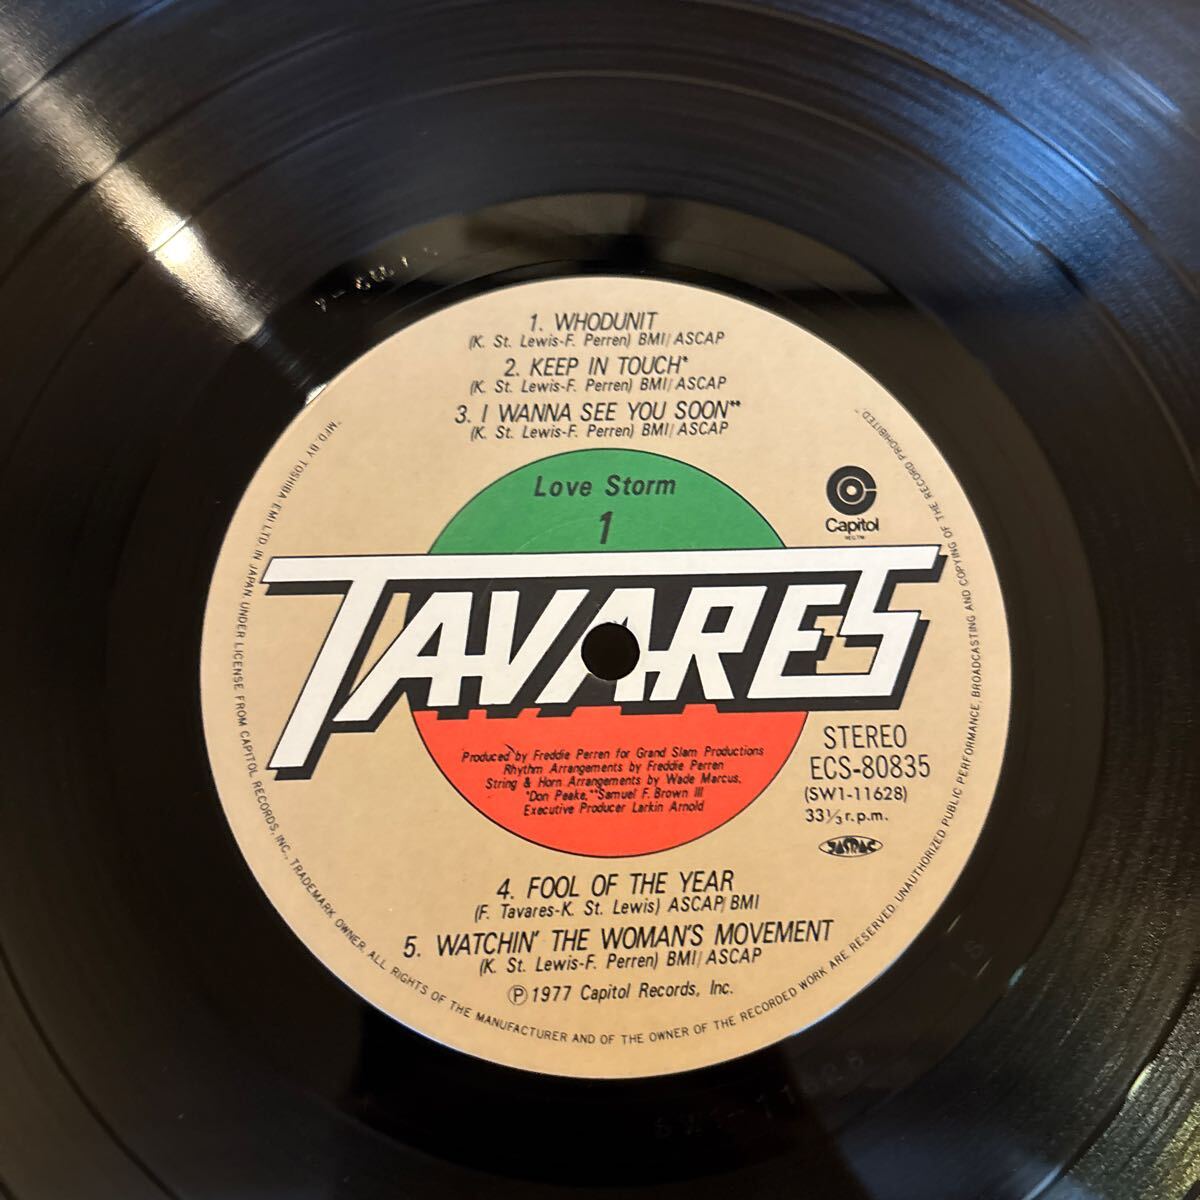 1. WHODUNIT
(K. St. Lewis-F. Perren) BMI/ASCAP
2. KEEP IN TOUCH*
(K. St. Lewis-F. Perren) BMI/ASCAP
3. I WANNA SEE YOU SOON**
(K. St. Lewis-F. Perren) BMI/ASCAP
Love Storm
1
Capitol
TAVARES
STEREO
ECS-80835
(SW1-11628)
33⅓ r.p.m.
JASRAC
Produced by Freddie Perren for Grand Slam Productions
Rhythm Arrangements by Freddie Perren
String & Horn Arrangements by Wade Marcus,
*Don Peake, **Samuel F. Brown III
Executive Producer Larkin Arnold
4. FOOL OF THE YEAR
(F. Tavares-K. St. Lewis) ASCAP/BMI
5. WATCHIN' THE WOMAN'S MOVEMENT
(K. St. Lewis-F. Perren) BMI/ASCAP
Ⓟ 1977 Capitol Records, Inc.
"MFD. BY TOSHIBA EMI LTD. IN JAPAN UNDER LICENSE FROM CAPITOL RECORDS, INC., TRADEMARK OWNER. ALL RIGHTS OF THE MANUFACTURER AND OF THE OWNER OF THE RECORDED WORK ARE RESERVED. UNAUTHORIZED PUBLIC PERFORMANCE, BROADCASTING AND COPYING OF THE RECORD PROHIBITED."